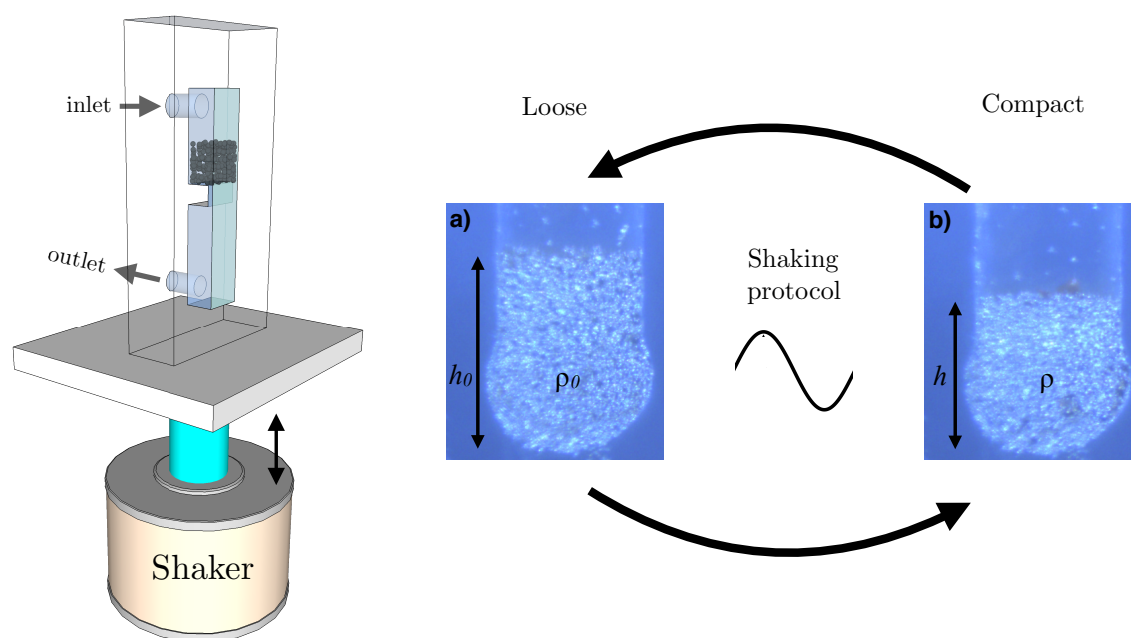 inlet
outlet
Shaker
Loose
Compact
a)
h0
ρ0
Shaking
protocol
b)
h
ρ